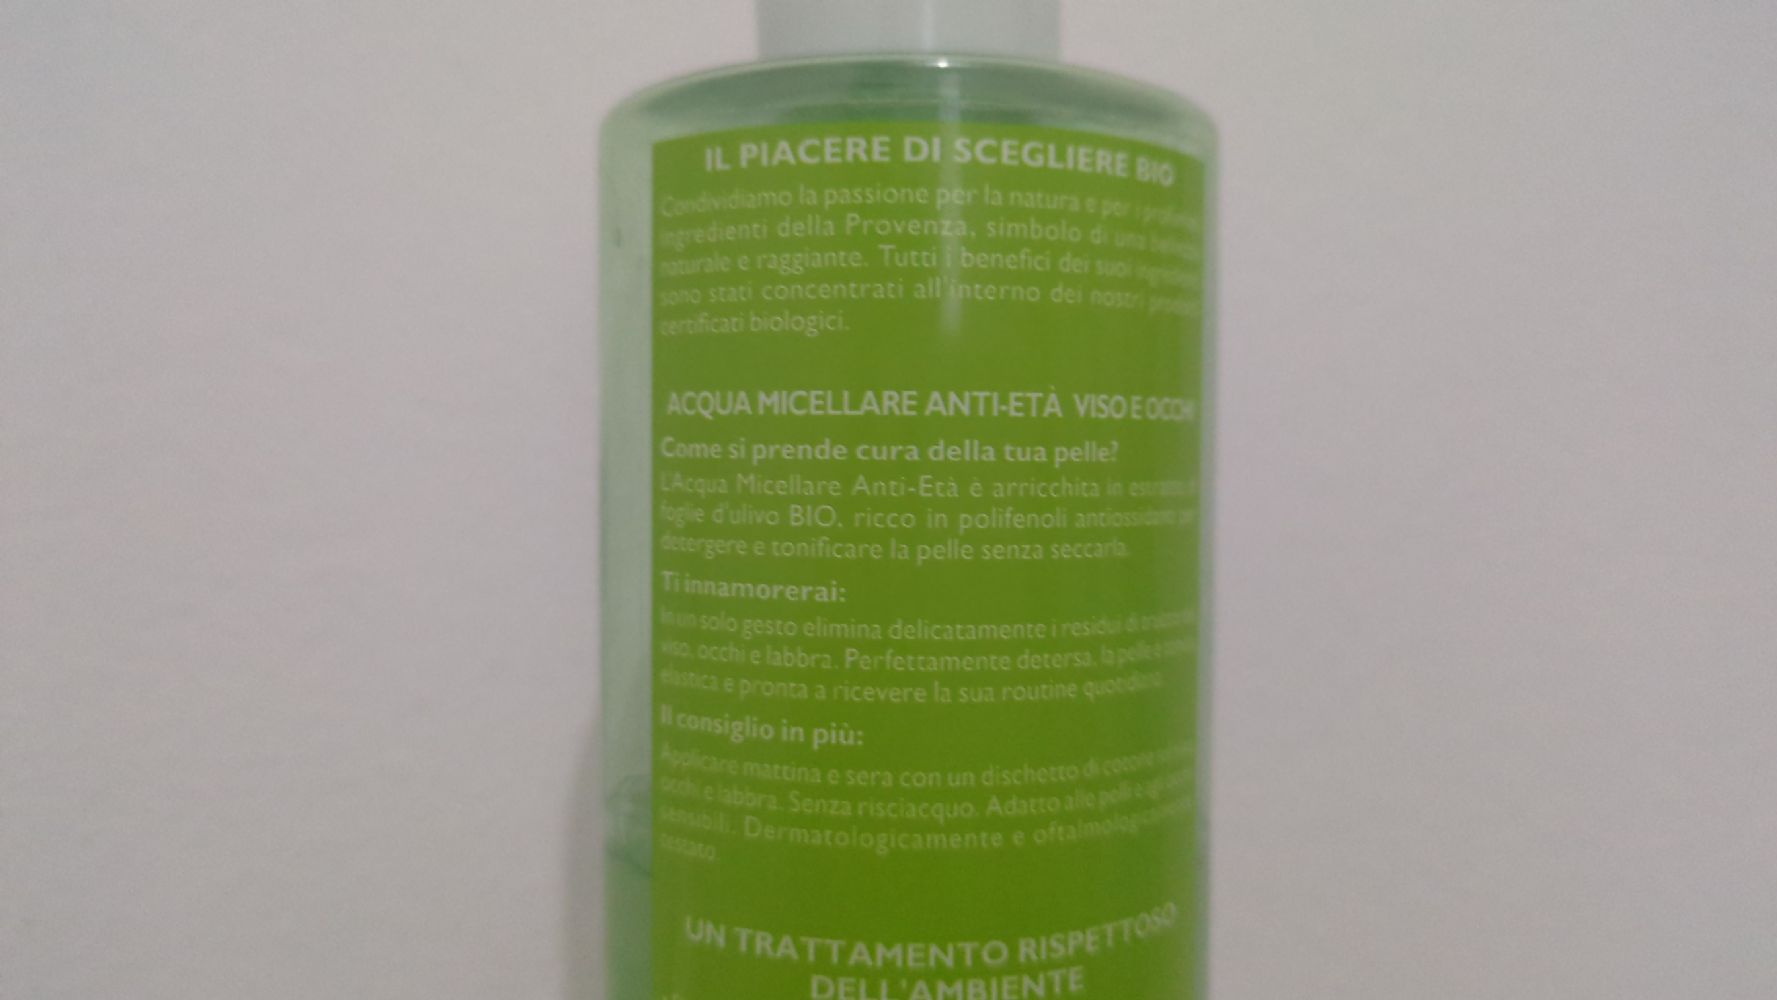 IL PIACERE DI SCEGLIERE BIO
Condividiamo la passione per la natura e per i
ingredienti della Provenza, simbolo di una
naturale e raggiante. Tutti i benefici dei suoi
sono stati concentrati all'interno dei nostri
certificati biologici.
ACQUA MICELLARE ANTI-ETÀ VISO E OCCHI
Come si prende cura della tua pelle?
L'Acqua Micellare Anti-Età è arricchita in
foglie d'ulivo BIO, ricco in polifenoli antiossidanti per
detergere e tonificare la pelle senza seccarla.
Ti innamorerai:
In un solo gesto elimina delicatamente i residui di
viso, occhi e labbra. Perfettamente detersa, la pelle è
elastica e pronta a ricevere la sua routine quotidiana.
Il consiglio in più:
Applicare mattina e sera con un dischetto di cotone
occhi e labbra. Senza risciacquo. Adatto alle pelli e agli
sensibili. Dermatologicamente e oftalmologicamente
testato.
UN TRATTAMENTO RISPETTOSO
DELL'AMBIENTE